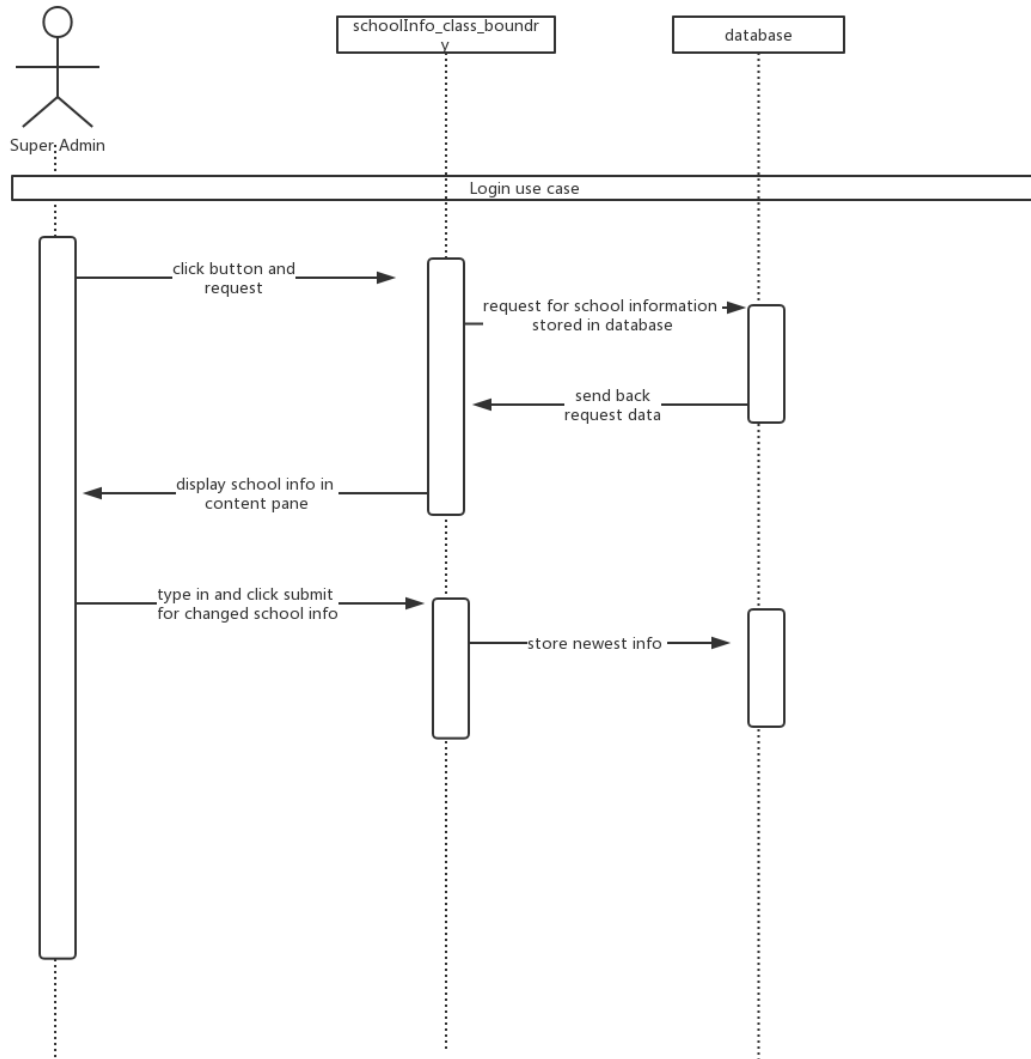 schoolInfo_class_boundr
y
database
Super Admin
Login use case
click button and
request
request for school information
stored in database
send back
request data
display school info in
content pane
type in and click submit
for changed school info
store newest info